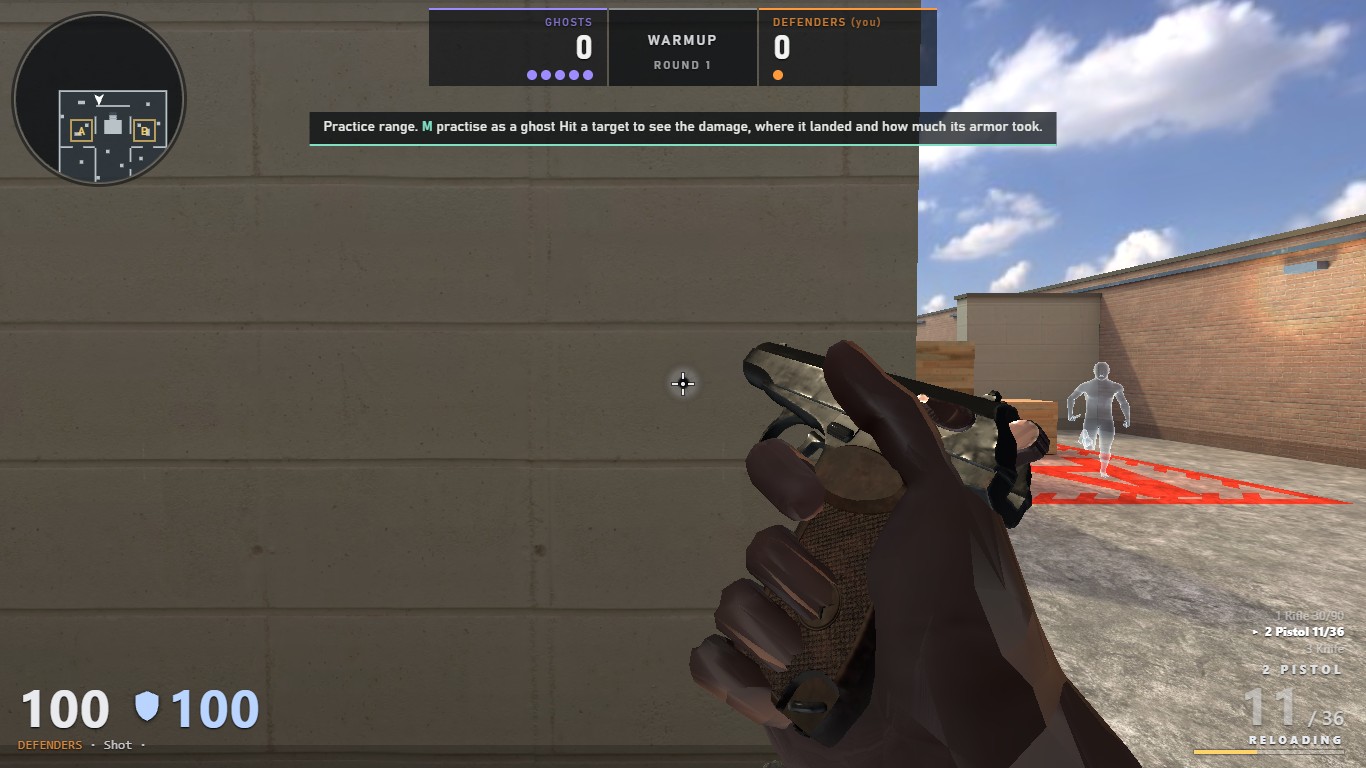 GHOSTS
0
WARMUP
ROUND 1
DEFENDERS (you)
0
Practice range. M practise as a ghost Hit a target to see the damage, where it landed and how much its armor took.
A
B
1 Rifle 30/90
▸ 2 Pistol 11/36
3 Knife
2 PISTOL
11 / 36
RELOADING
100 100
DEFENDERS · Shot ·